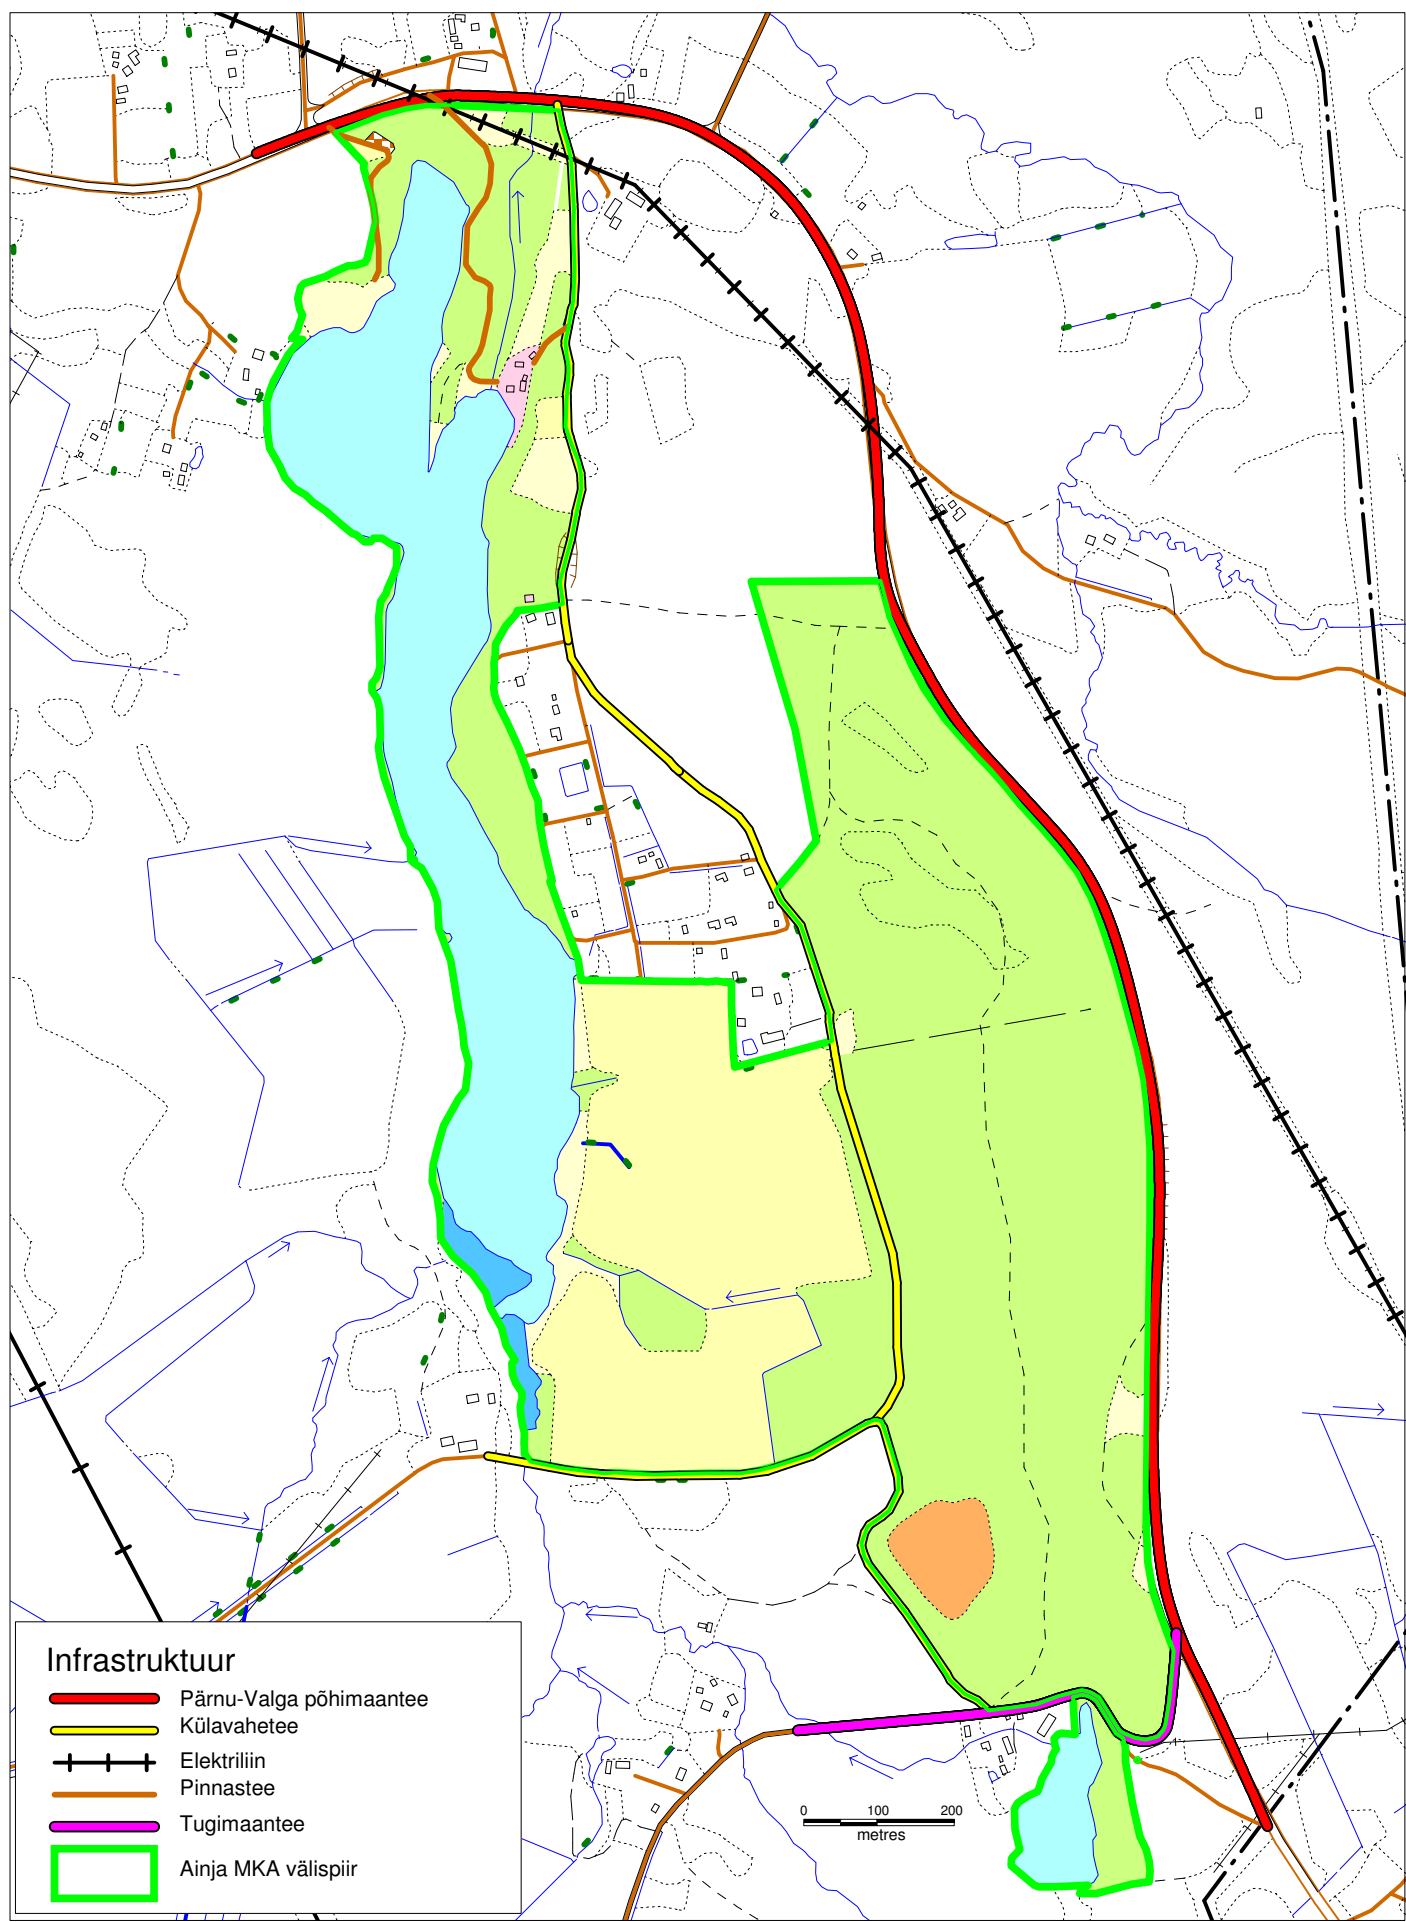 Infrastruktuur
Pärnu-Valga põhimaantee
Külavahetee
Elektriliin
Pinnastee
Tugimaantee
Ainja MKA välispiir
0 100 200
metres